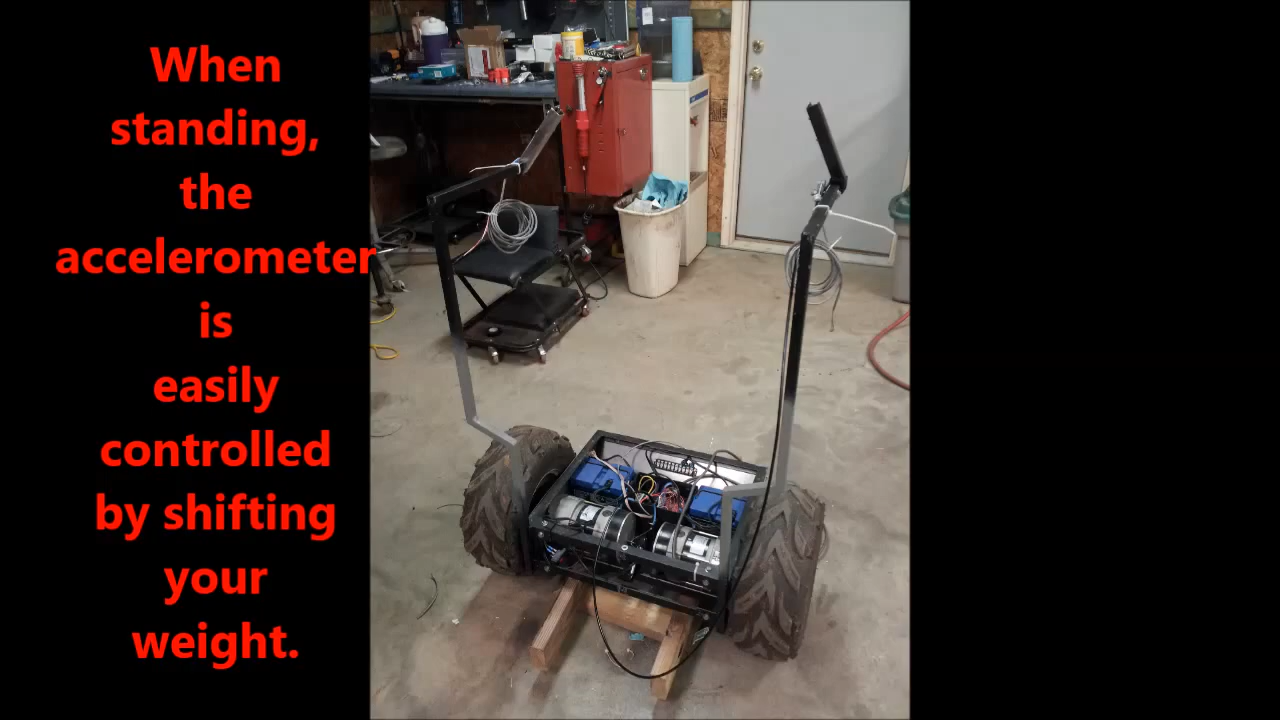 When
standing,
the
accelerometer
is
easily
controlled
by shifting
your
weight.